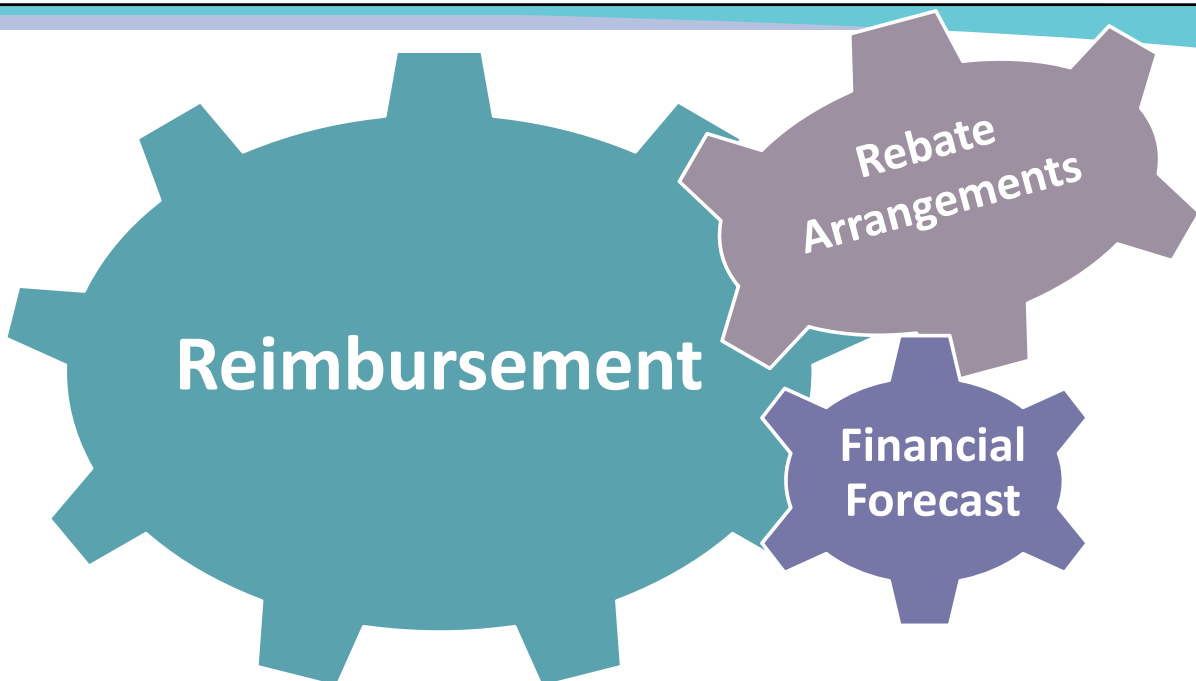 Rebate
Arrangements
Reimbursement
Financial
Forecast